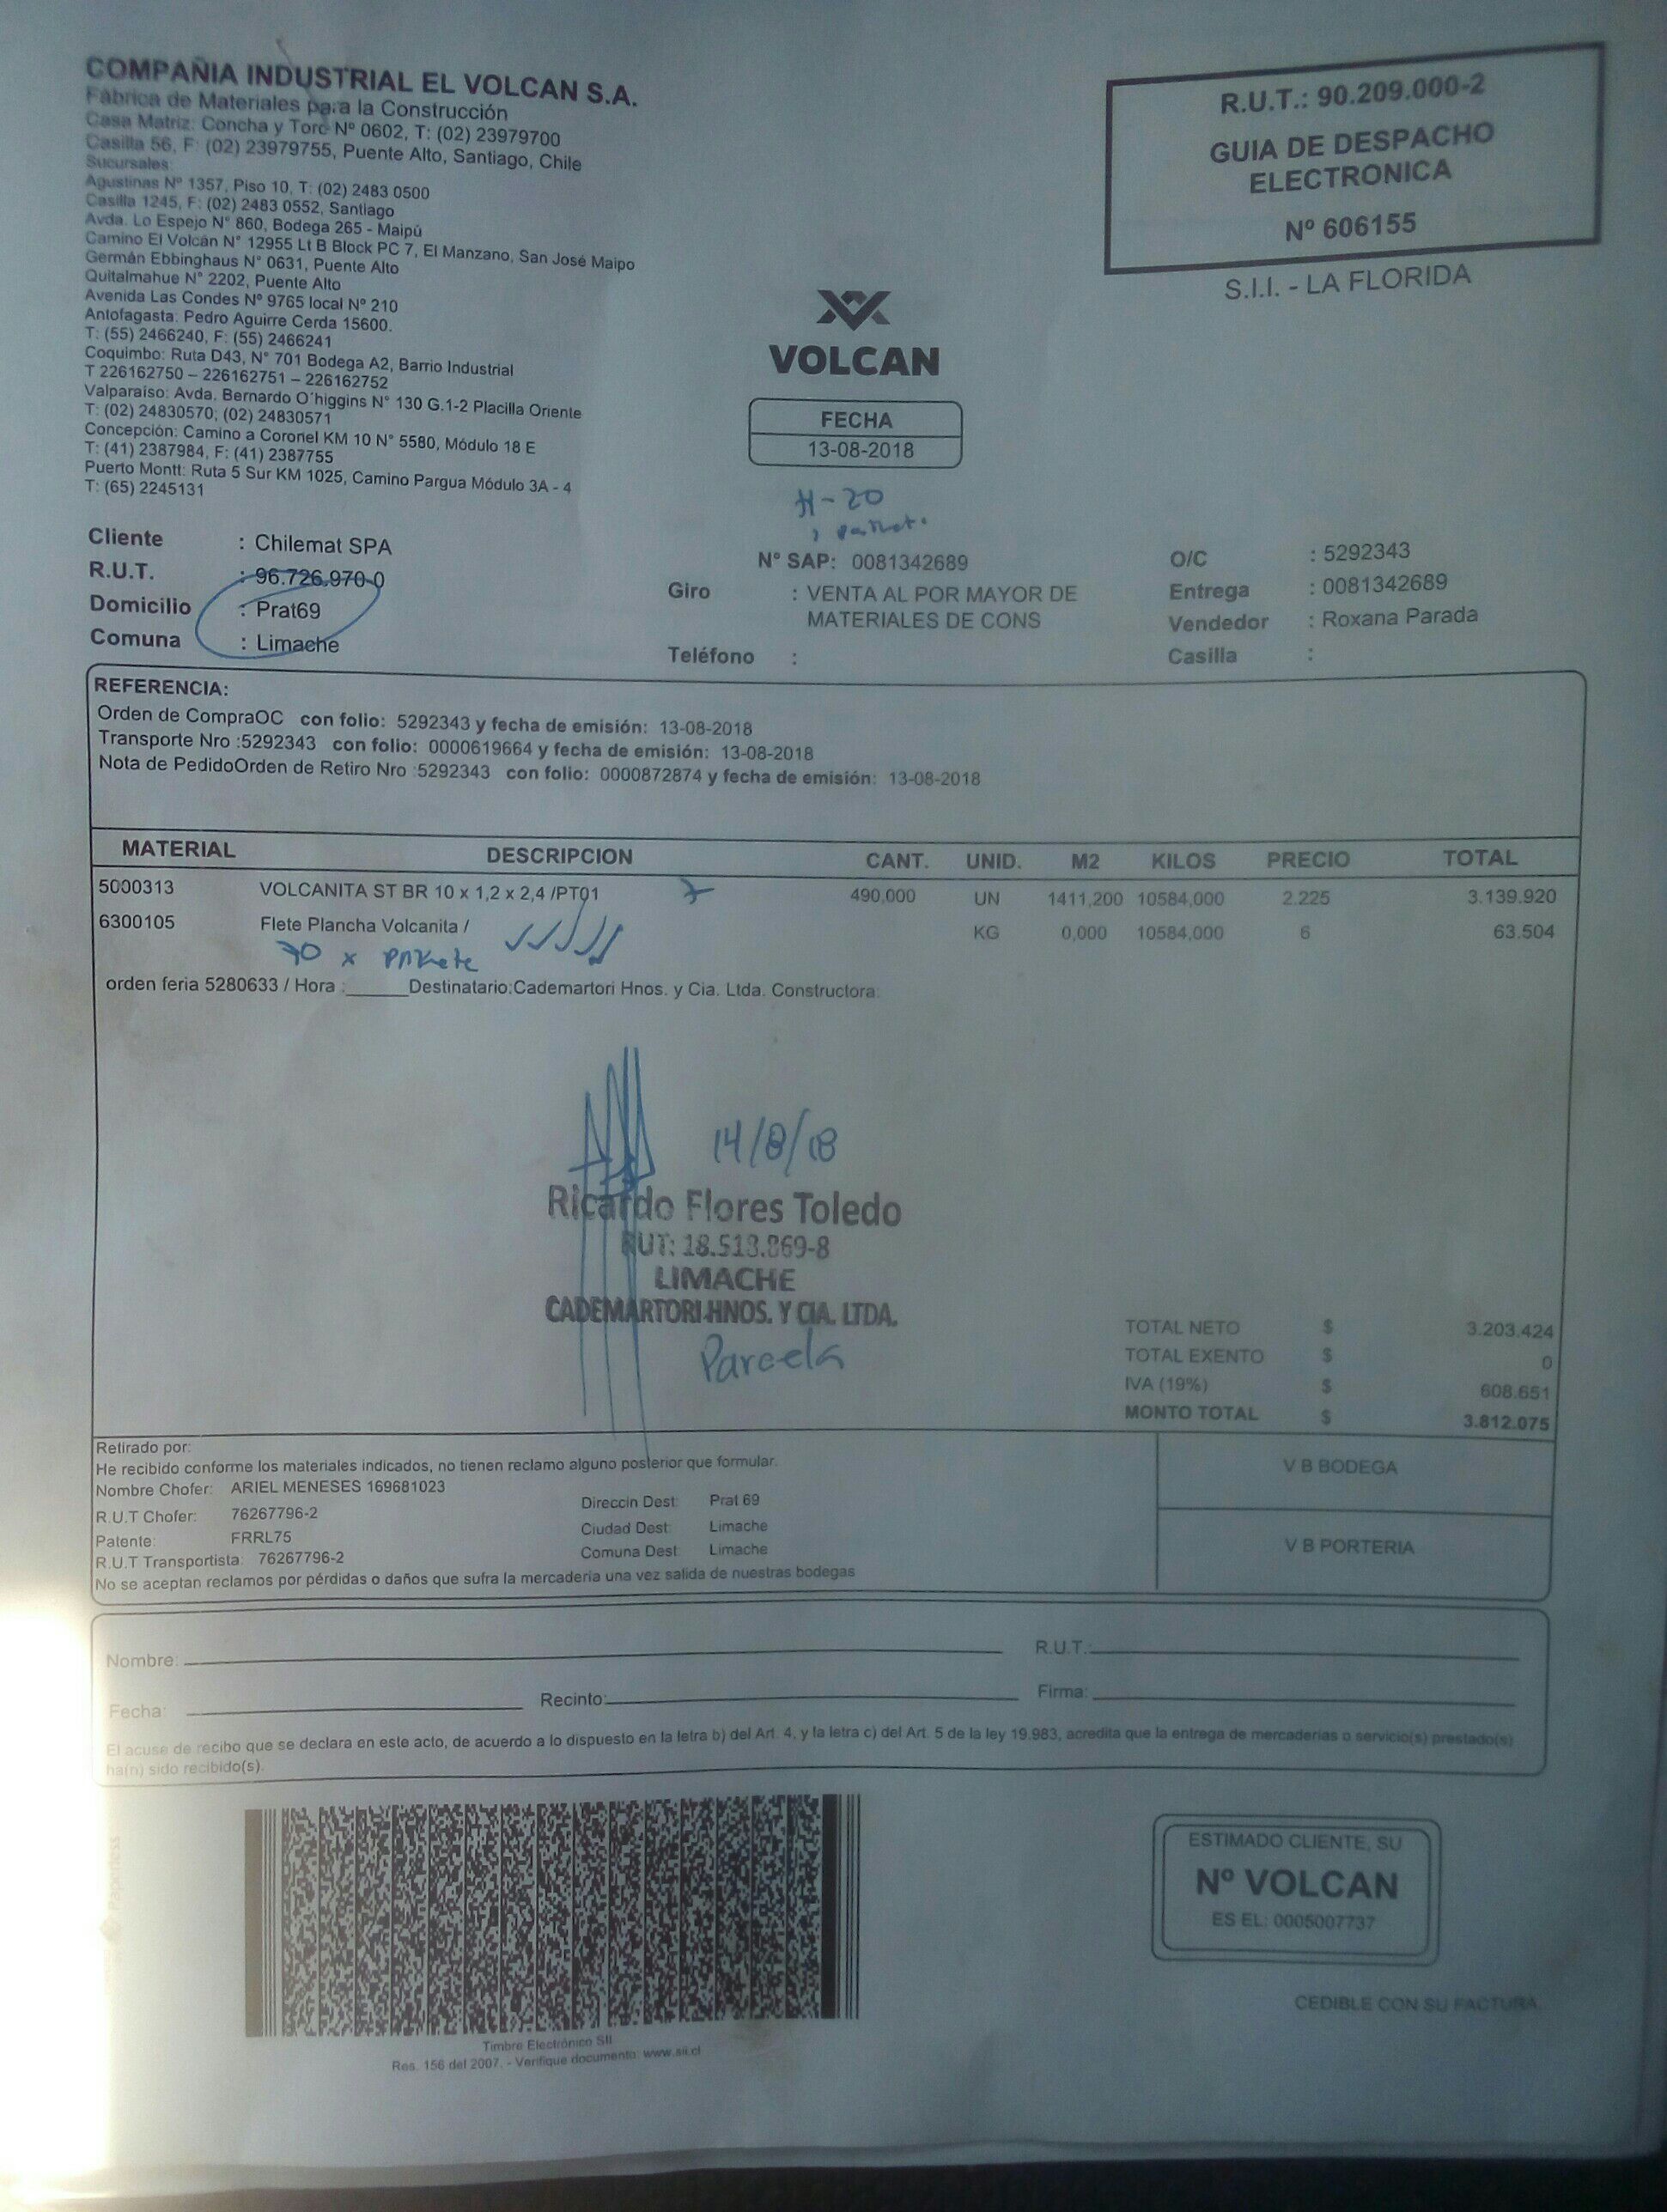 COMPAÑIA INDUSTRIAL EL VOLCAN S.A.
Fábrica de Materiales para la Construcción
Casa Matriz: Concha y Toro Nº 0602, T: (02) 23979700
Casilla 56, F: (02) 23979755, Puente Alto, Santiago, Chile
Sucursales:
Agustinas Nº 1357, Piso 10, T: (02) 2483 0500
Casilla 1245, F: (02) 2483 0552, Santiago
Avda. Lo Espejo N° 860, Bodega 265 - Maipú
Camino El Volcán N° 12955 Lt B Block PC 7, El Manzano, San José Maipo
Germán Ebbinghaus N° 0631, Puente Alto
Quitalmahue N° 2202, Puente Alto
Avenida Las Condes Nº 9765 local Nº 210
Antofagasta: Pedro Aguirre Cerda 15600.
T: (55) 2466240, F: (55) 2466241
Coquimbo: Ruta D43, N° 701 Bodega A2, Barrio Industrial
T 226162750 – 226162751 – 226162752
Valparaíso: Avda. Bernardo O´higgins N° 130 G.1-2 Placilla Oriente
T: (02) 24830570; (02) 24830571
Concepción: Camino a Coronel KM 10 N° 5580, Módulo 18 E
T: (41) 2387984, F: (41) 2387755
Puerto Montt: Ruta 5 Sur KM 1025, Camino Pargua Módulo 3A - 4
T: (65) 2245131
R.U.T.: 90.209.000-2
GUIA DE DESPACHO
ELECTRONICA
Nº 606155
S.I.I. - LA FLORIDA
VOLCAN
FECHA
13-08-2018
H-20
Cliente : Chilemat SPA
R.U.T. : 96.726.970-0
Domicilio : Prat69
Comuna : Limache
N° SAP: 0081342689
Giro : VENTA AL POR MAYOR DE
MATERIALES DE CONS
Teléfono :
O/C : 5292343
Entrega : 0081342689
Vendedor : Roxana Parada
Casilla :
REFERENCIA:
Orden de CompraOC con folio: 5292343 y fecha de emisión: 13-08-2018
Transporte Nro :5292343 con folio: 0000619664 y fecha de emisión: 13-08-2018
Nota de PedidoOrden de Retiro Nro :5292343 con folio: 0000872874 y fecha de emisión: 13-08-2018
MATERIAL DESCRIPCION CANT. UNID. M2 KILOS PRECIO TOTAL
5000313 VOLCANITA ST BR 10 x 1,2 x 2,4 /PT01 7 490,000 UN 1411,200 10584,000 2.225 3.139.920
6300105 Flete Plancha Volcanita / KG 0,000 10584,000 6 63.504
70 x
orden feria 5280633 / Hora :______Destinatario:Cademartori Hnos. y Cia. Ltda. Constructora:
14/8/18
Ricardo Flores Toledo
RUT: 18.513.869-8
LIMACHE
CADEMARTORI HNOS. Y CIA. LTDA.
Parcela
TOTAL NETO $ 3.203.424
TOTAL EXENTO $ 0
IVA (19%) $ 608.651
MONTO TOTAL $ 3.812.075
Retirado por:
He recibido conforme los materiales indicados, no tienen reclamo alguno posterior que formular.
Nombre Chofer: ARIEL MENESES 169681023
R.U.T Chofer: 76267796-2
Patente: FRRL75
R.U.T Transportista: 76267796-2
Direccin Dest: Prat 69
Ciudad Dest: Limache
Comuna Dest: Limache
No se aceptan reclamos por pérdidas o daños que sufra la mercadería una vez salida de nuestras bodegas
V B BODEGA
V B PORTERIA
Nombre: R.U.T.:
Fecha: Recinto: Firma:
El acuse de recibo que se declara en este acto, de acuerdo a lo dispuesto en la letra b) del Art. 4, y la letra c) del Art. 5 de la ley 19.983, acredita que la entrega de mercaderías o servicio(s) prestado(s)
ha(n) sido recibido(s).
Paperless
Timbre Electrónico SII
Res. 156 del 2007. - Verifique documento: www.sii.cl
ESTIMADO CLIENTE, SU
Nº VOLCAN
ES EL: 0005007737
CEDIBLE CON SU FACTURA